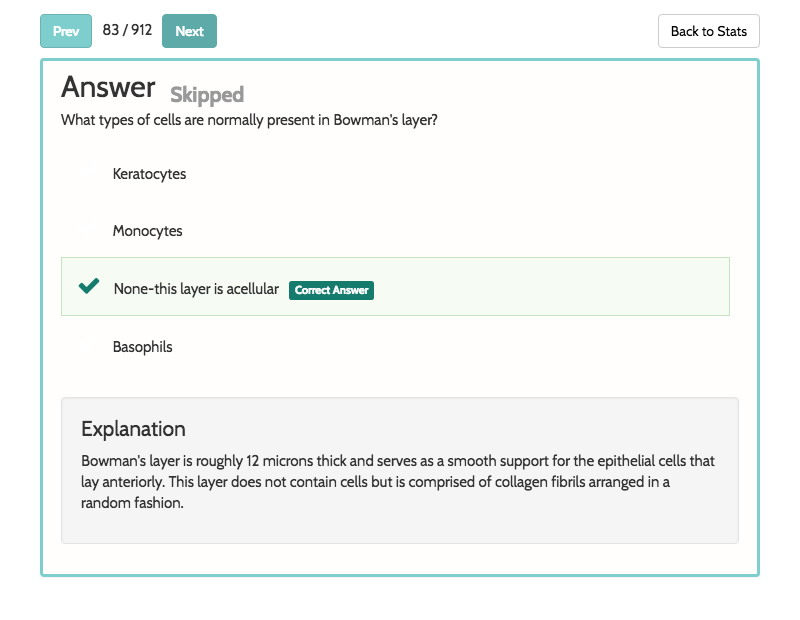 Prev 83 / 912 Next Back to Stats
Answer Skipped
What types of cells are normally present in Bowman's layer?
Keratocytes
Monocytes
None-this layer is acellular Correct Answer
Basophils
Explanation
Bowman's layer is roughly 12 microns thick and serves as a smooth support for the epithelial cells that
lay anteriorly. This layer does not contain cells but is comprised of collagen fibrils arranged in a
random fashion.